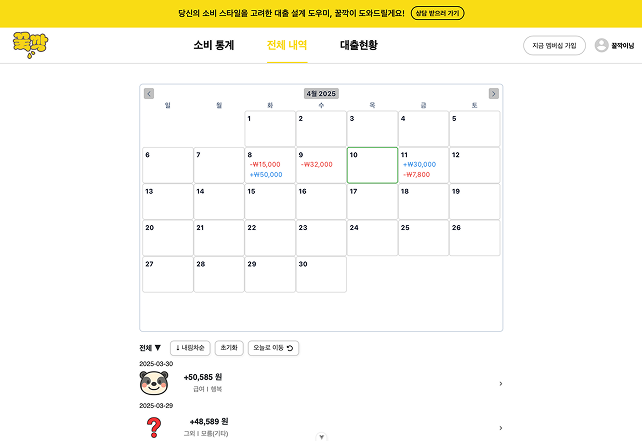 당신의 소비 스타일을 고려한 대출 설계 도우미, 꿀꺽이 도와드릴게요! 상담 받으러 가기
꿀꺽 소비 통계 전체 내역 대출현황 지금 멤버십 가입 꿀꺽이님
< 4월 2025 >
일 월 화 수 목 금 토
1 2 3 4 5
6 7 8 9 10 11 12
-₩15,000 -₩32,000 +₩30,000
+₩50,000 -₩7,800
13 14 15 16 17 18 19
20 21 22 23 24 25 26
27 28 29 30
전체 ▼ ↓ 내림차순 초기화 오늘로 이동
2025-03-30
+50,585 원
급여 | 행복
2025-03-29
+48,589 원
그외 | 모름(기타)